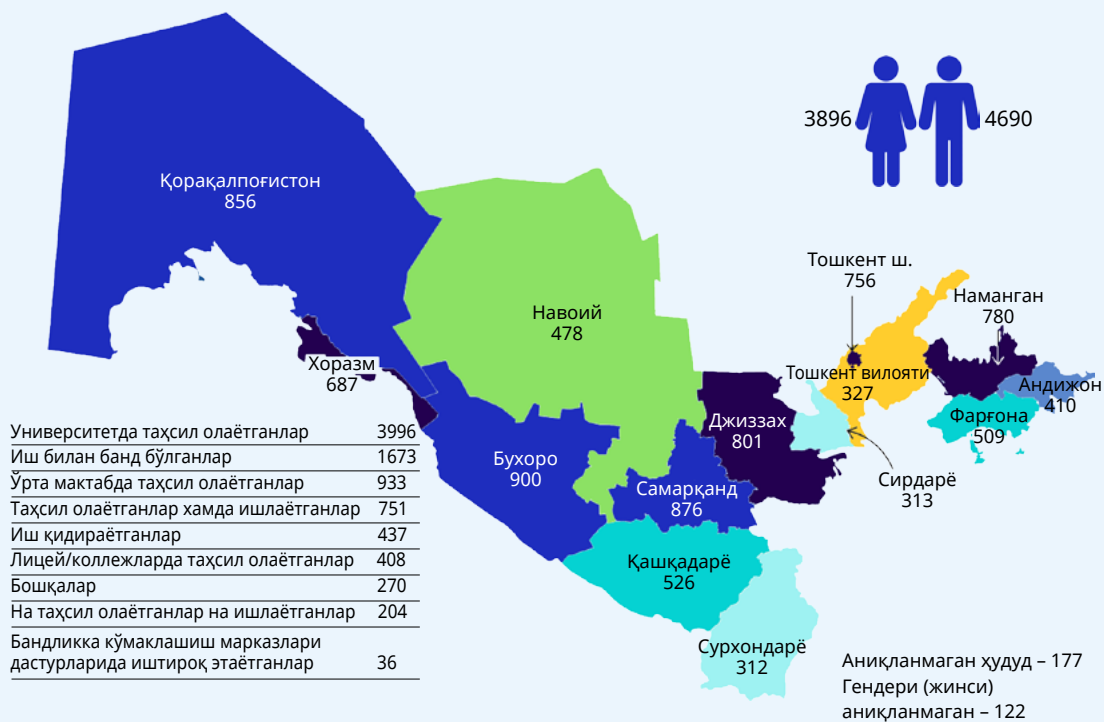 3896
4690
Қорақалпоғистон
856
Навоий
478
Тошкент ш.
756
Наманган
780
Хоразм
687
Тошкент вилояти
327
Андижон
410
Фарғона
509
Джиззах
801
Сирдарё
313
Бухоро
900
Самарқанд
876
Қашқадарё
526
Сурхондарё
312
Университетда таҳсил олаётганлар 3996
Иш билан банд бўлганлар 1673
Ўрта мактабда таҳсил олаётганлар 933
Таҳсил олаётганлар хамда ишлаётганлар 751
Иш қидираётганлар 437
Лицей/коллежларда таҳсил олаётганлар 408
Бошқалар 270
На таҳсил олаётганлар на ишлаётганлар 204
Бандликка кўмаклашиш марказлари
дастурларида иштироқ этаётганлар 36
Аниқланмаган ҳудуд – 177
Гендери (жинси)
аниқланмаган – 122